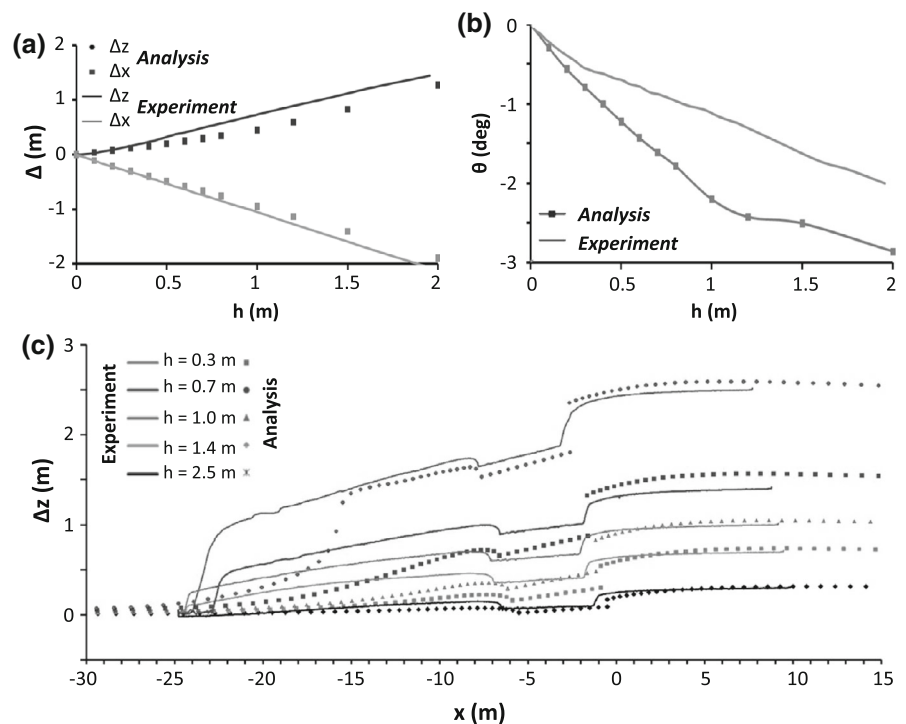 (a)
2
1
0
-1
-2
Δ (m)
Δz
Δx
Analysis
Δz
Δx
Experiment
0
0.5
1
1.5
2
h (m)
(b)
0
-1
-2
-3
θ (deg)
Analysis
Experiment
0
0.5
1
1.5
2
h (m)
(c)
3
2
1
0
Δz (m)
Experiment
h = 0.3 m
h = 0.7 m
h = 1.0 m
h = 1.4 m
h = 2.5 m
Analysis
-30
-25
-20
-15
-10
-5
0
5
10
15
x (m)